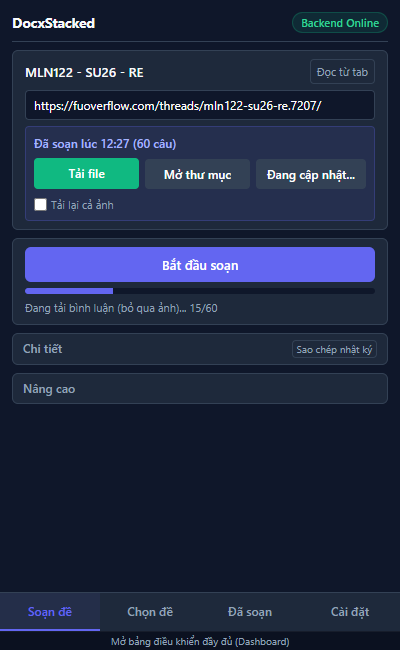 DocxStacked
Backend Online
MLN122 - SU26 - RE
Đọc từ tab
https://fuoverflow.com/threads/mln122-su26-re.7207/
Đã soạn lúc 12:27 (60 câu)
Tải file
Mở thư mục
Đang cập nhật...
Tải lại cả ảnh
Bắt đầu soạn
Đang tải bình luận (bỏ qua ảnh)... 15/60
Chi tiết
Sao chép nhật ký
Nâng cao
Soạn đề
Chọn đề
Đã soạn
Cài đặt
Mở bảng điều khiển đầy đủ (Dashboard)